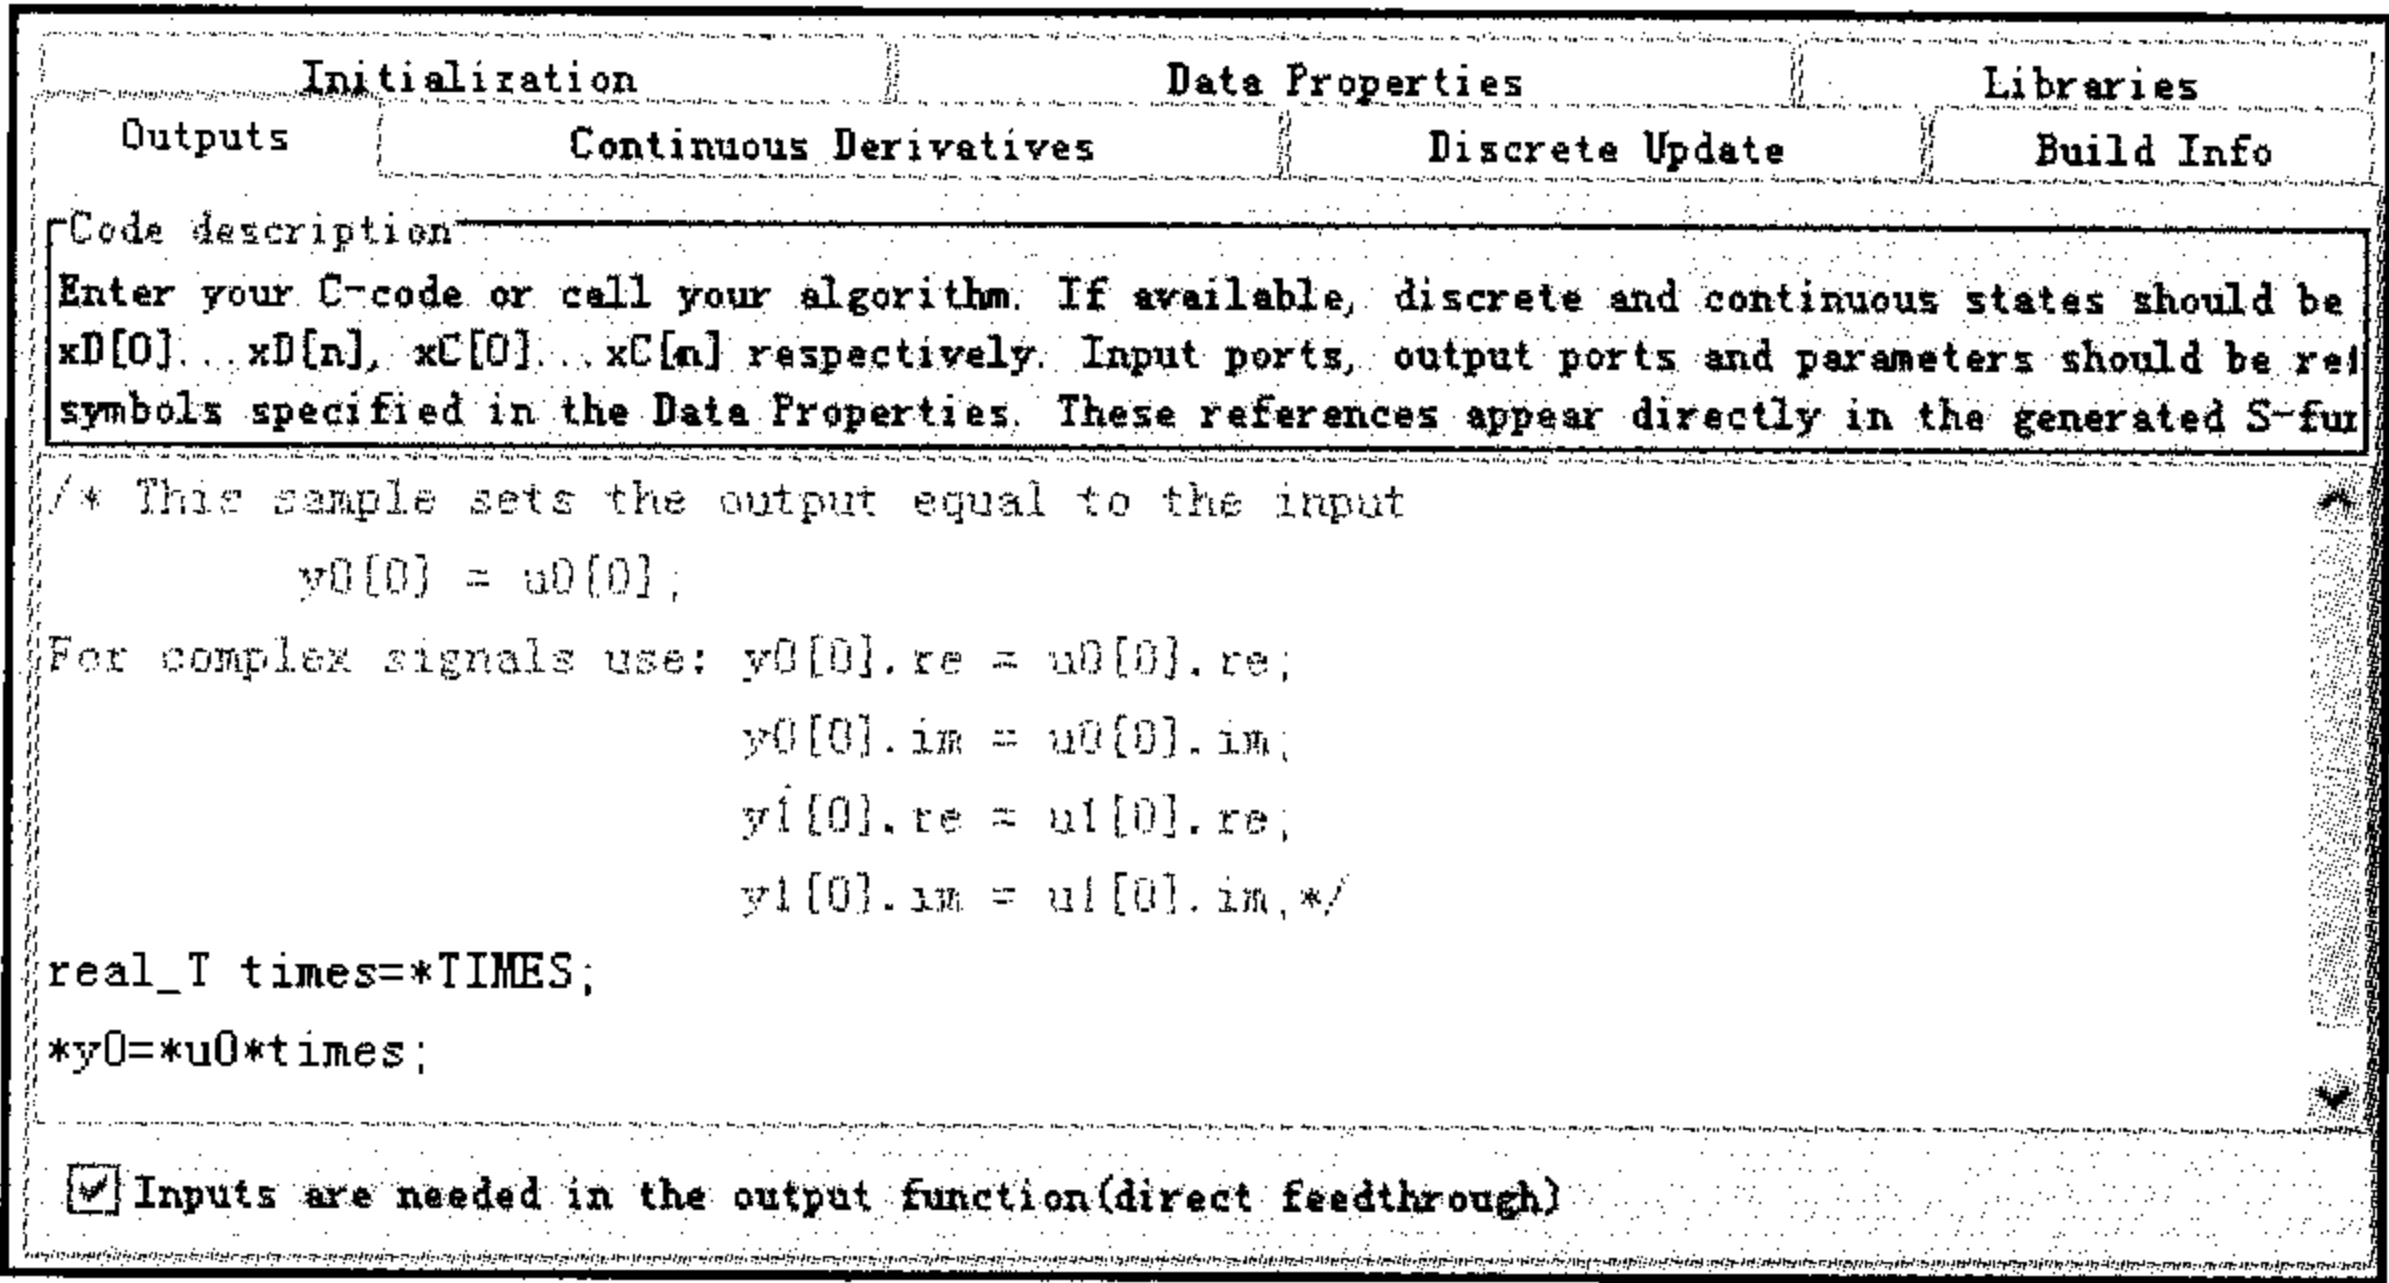 Initialization Data Properties Libraries
Outputs Continuous Derivatives Discrete Update Build Info
Code description
Enter your C-code or call your algorithm. If available, discrete and continuous states should be
xD[0]...xD[n], xC[0]...xC[n] respectively. Input ports, output ports and parameters should be
symbols specified in the Data Properties. These references appear directly in the generated
/* This sample sets the output equal to the input
y0[0] = u0[0];
For complex signals use: y0[0].re = u0[0].re;
y0[0].im = u0[0].im;
y1[0].re = u1[0].re;
y1[0].im = u1[0].im;*/
real_T times=*TIMES;
*y0=*u0*times;
Inputs are needed in the output function(direct feedthrough)